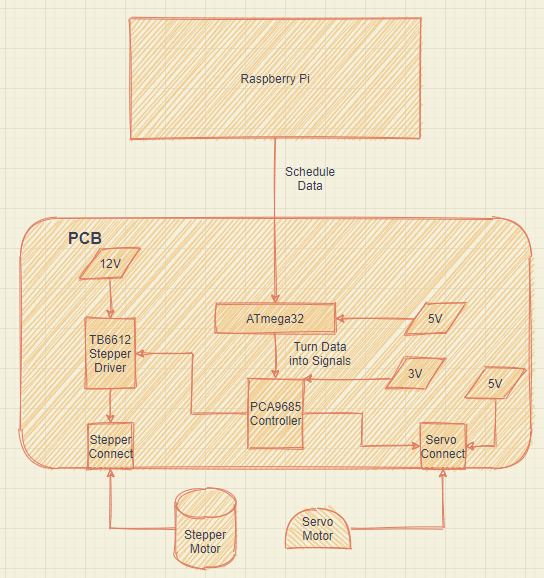 Raspberry Pi
Schedule
Data
PCB
12V
ATmega32
5V
TB6612
Stepper
Driver
Turn Data
into Signals
3V
5V
PCA9685
Controller
Stepper
Connect
Servo
Connect
Stepper
Motor
Servo
Motor